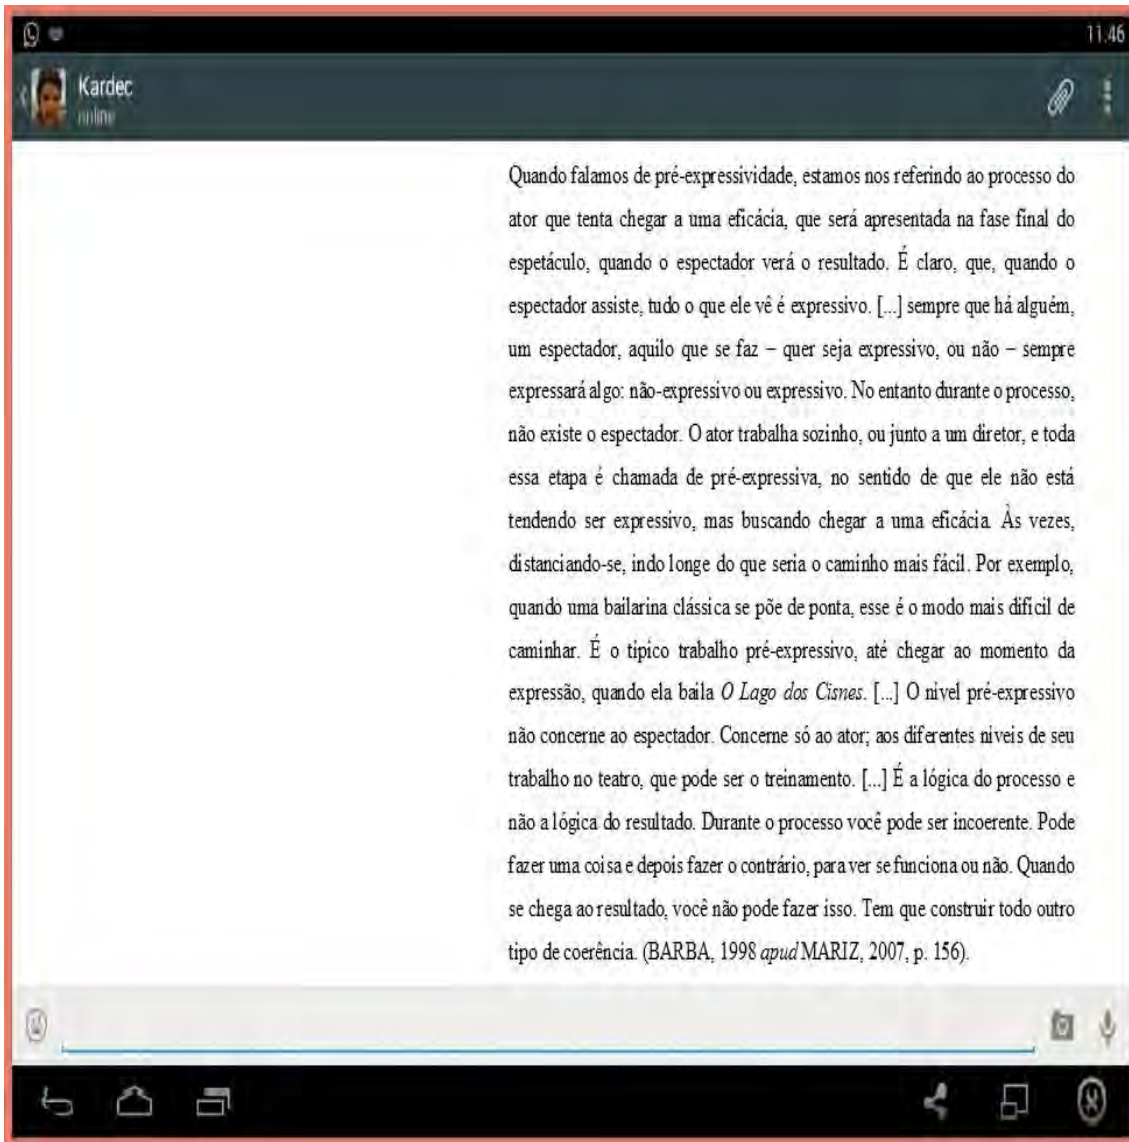 11.46
Kardec
online
Quando falamos de pré-expressividade, estamos nos referindo ao processo do
ator que tenta chegar a uma eficácia, que será apresentada na fase final do
espetáculo, quando o espectador verá o resultado. É claro, que, quando o
espectador assiste, tudo o que ele vê é expressivo. [...] sempre que há alguém,
um espectador, aquilo que se faz – quer seja expressivo, ou não – sempre
expressará algo: não-expressivo ou expressivo. No entanto durante o processo,
não existe o espectador. O ator trabalha sozinho, ou junto a um diretor, e toda
essa etapa é chamada de pré-expressiva, no sentido de que ele não está
tendendo ser expressivo, mas buscando chegar a uma eficácia. Às vezes,
distanciando-se, indo longe do que seria o caminho mais fácil. Por exemplo,
quando uma bailarina clássica se põe de ponta, esse é o modo mais difícil de
caminhar. É o típico trabalho pré-expressivo, até chegar ao momento da
expressão, quando ela baila O Lago dos Cisnes. [...] O nível pré-expressivo
não concerne ao espectador. Concerne só ao ator; aos diferentes níveis de seu
trabalho no teatro, que pode ser o treinamento. [...] É a lógica do processo e
não a lógica do resultado. Durante o processo você pode ser incoerente. Pode
fazer uma coisa e depois fazer o contrário, para ver se funciona ou não. Quando
se chega ao resultado, você não pode fazer isso. Tem que construir todo outro
tipo de coerência. (BARBA, 1998 apud MARIZ, 2007, p. 156).